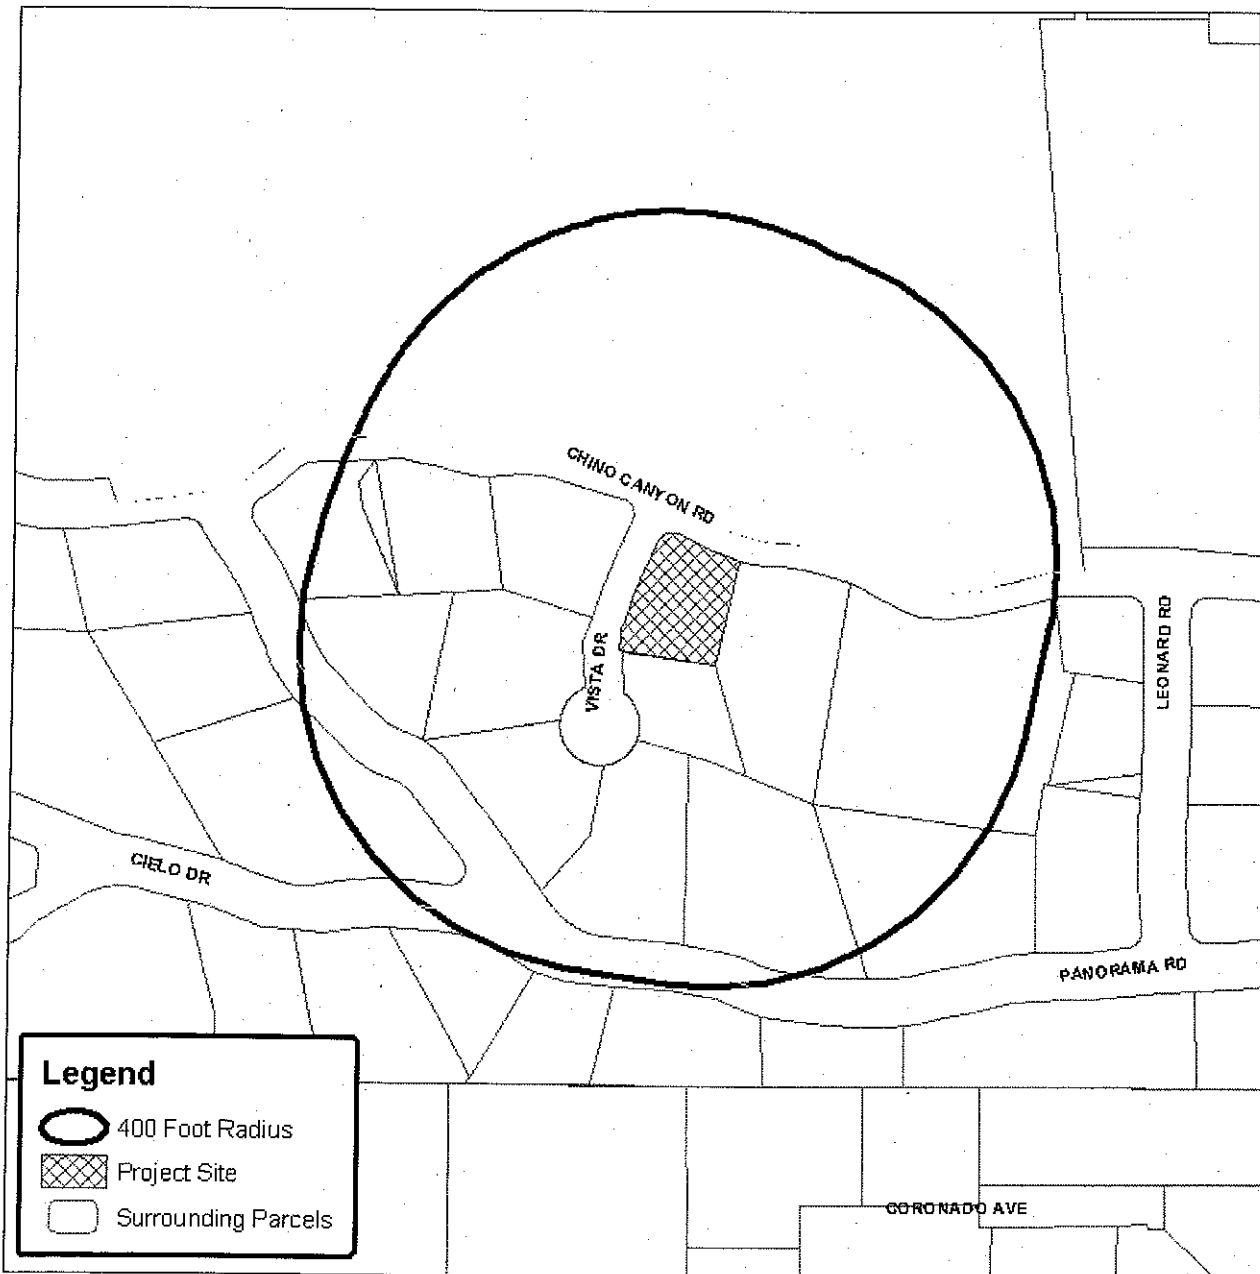 CHINO CANYON RD
VISTA DR
LEONARD RD
CIELO DR
PANORAMA RD
Legend
400 Foot Radius
Project Site
Surrounding Parcels
CORONADO AVE